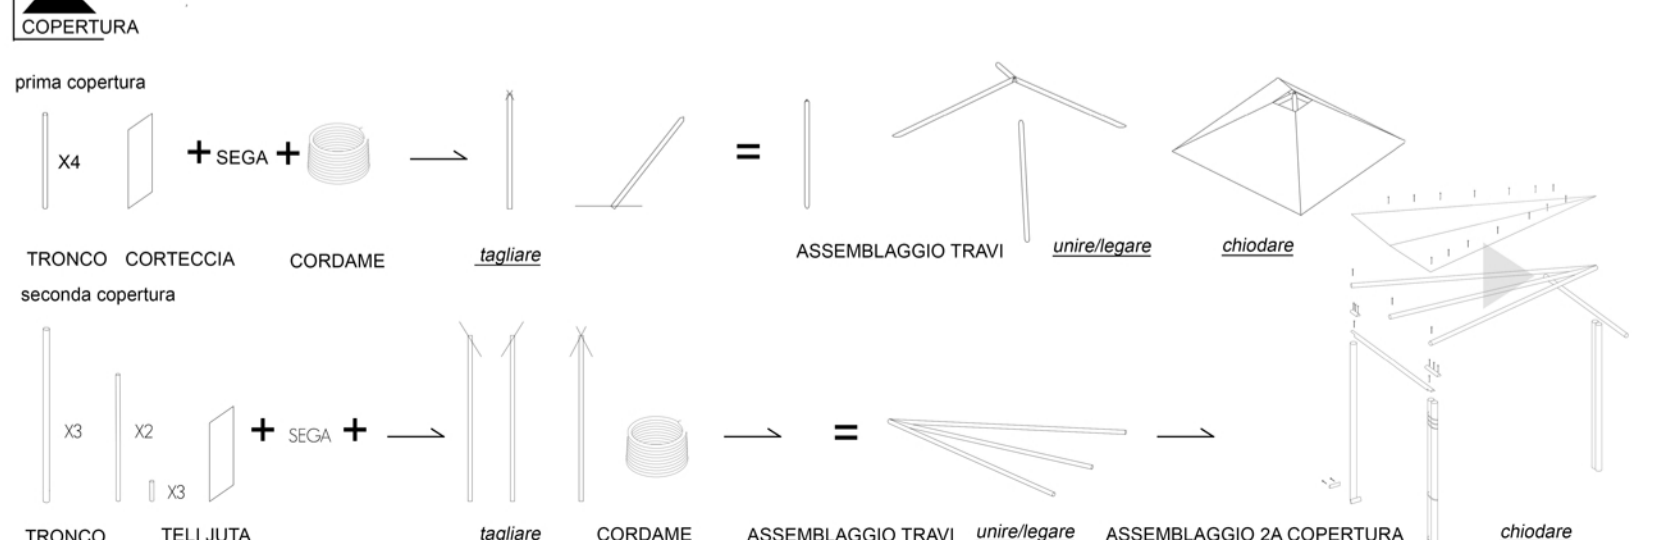 COPERTURA
prima copertura
X4
+ SEGA +
=
TRONCO CORTECCIA CORDAME tagliare ASSEMBLAGGIO TRAVI unire/legare chiodare
seconda copertura
X3 X2 + SEGA + =
X3
TRONCO TELI JUTA tagliare CORDAME ASSEMBLAGGIO TRAVI unire/legare ASSEMBLAGGIO 2A COPERTURA chiodare